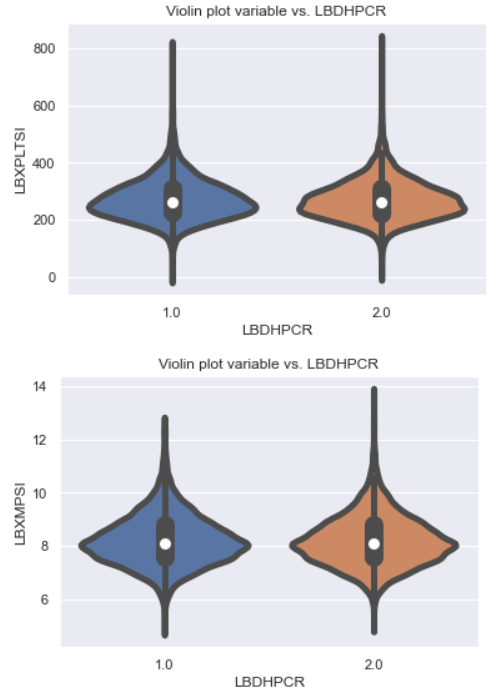 Violin plot variable vs. LBDHPCR
800
600
400
200
0
LBXPLTSI
1.0 2.0
LBDHPCR
Violin plot variable vs. LBDHPCR
14
12
10
8
6
LBXMPSI
1.0 2.0
LBDHPCR